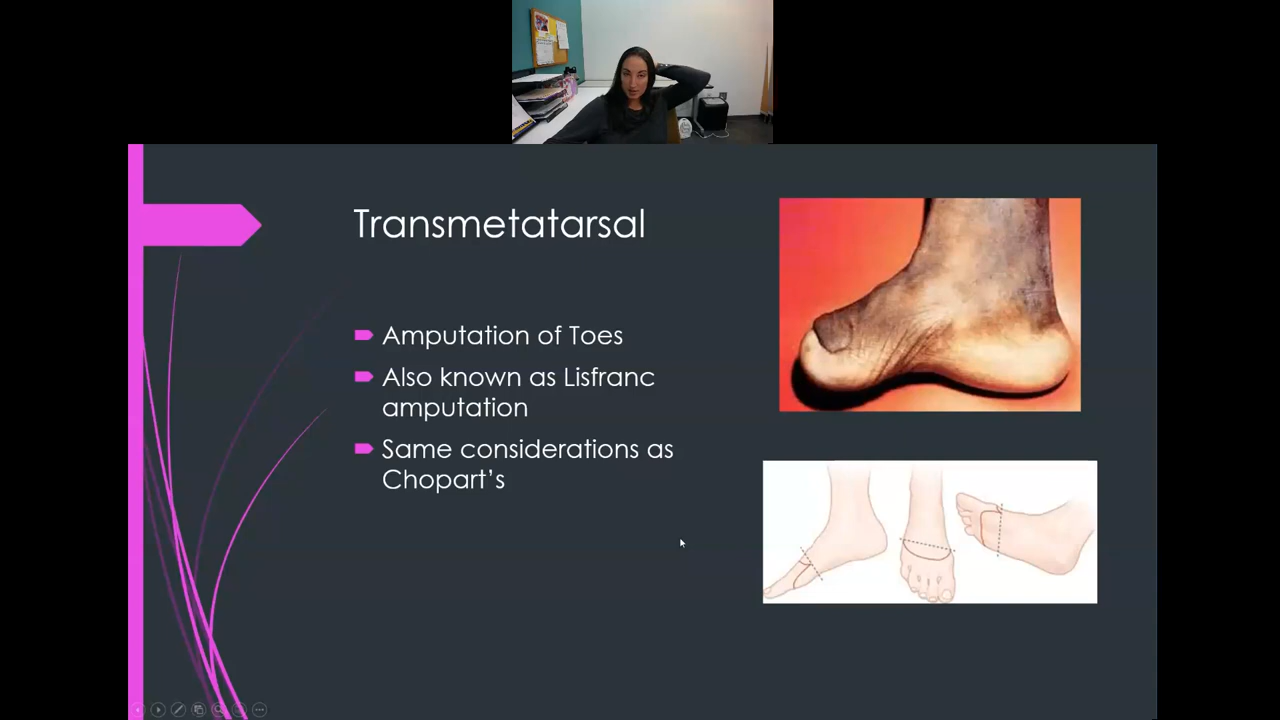 Transmetatarsal
Amputation of Toes
Also known as Lisfranc
amputation
Same considerations as
Chopart’s